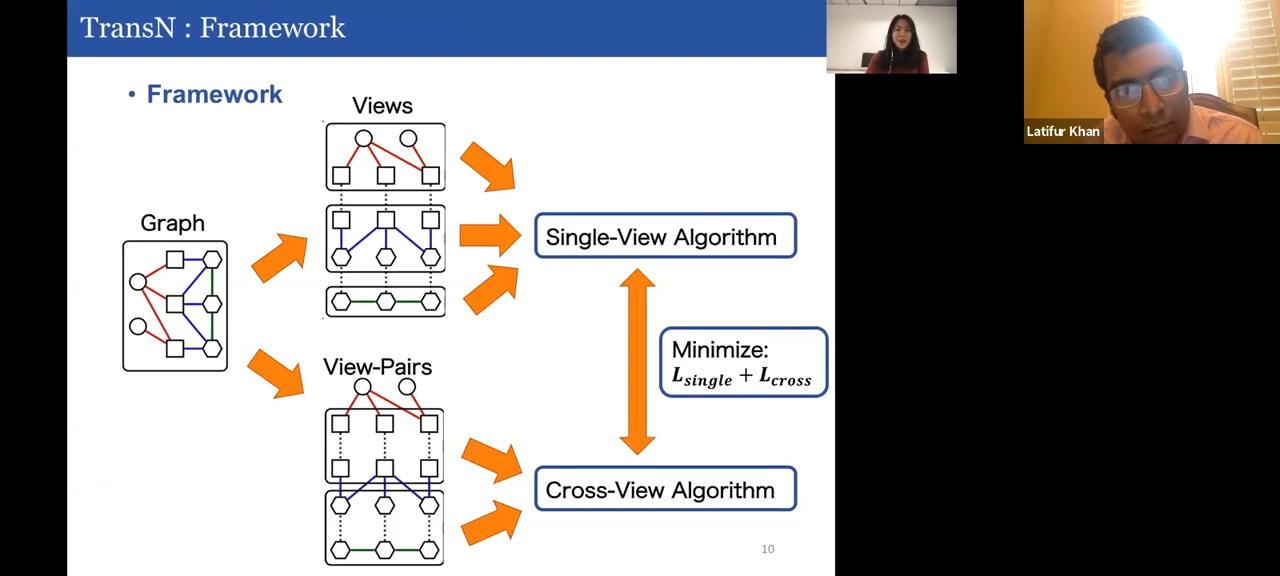 TransN : Framework
• Framework
Views
Graph
Single-View Algorithm
Minimize:
L_single + L_cross
View-Pairs
Cross-View Algorithm
10
Latifur Khan